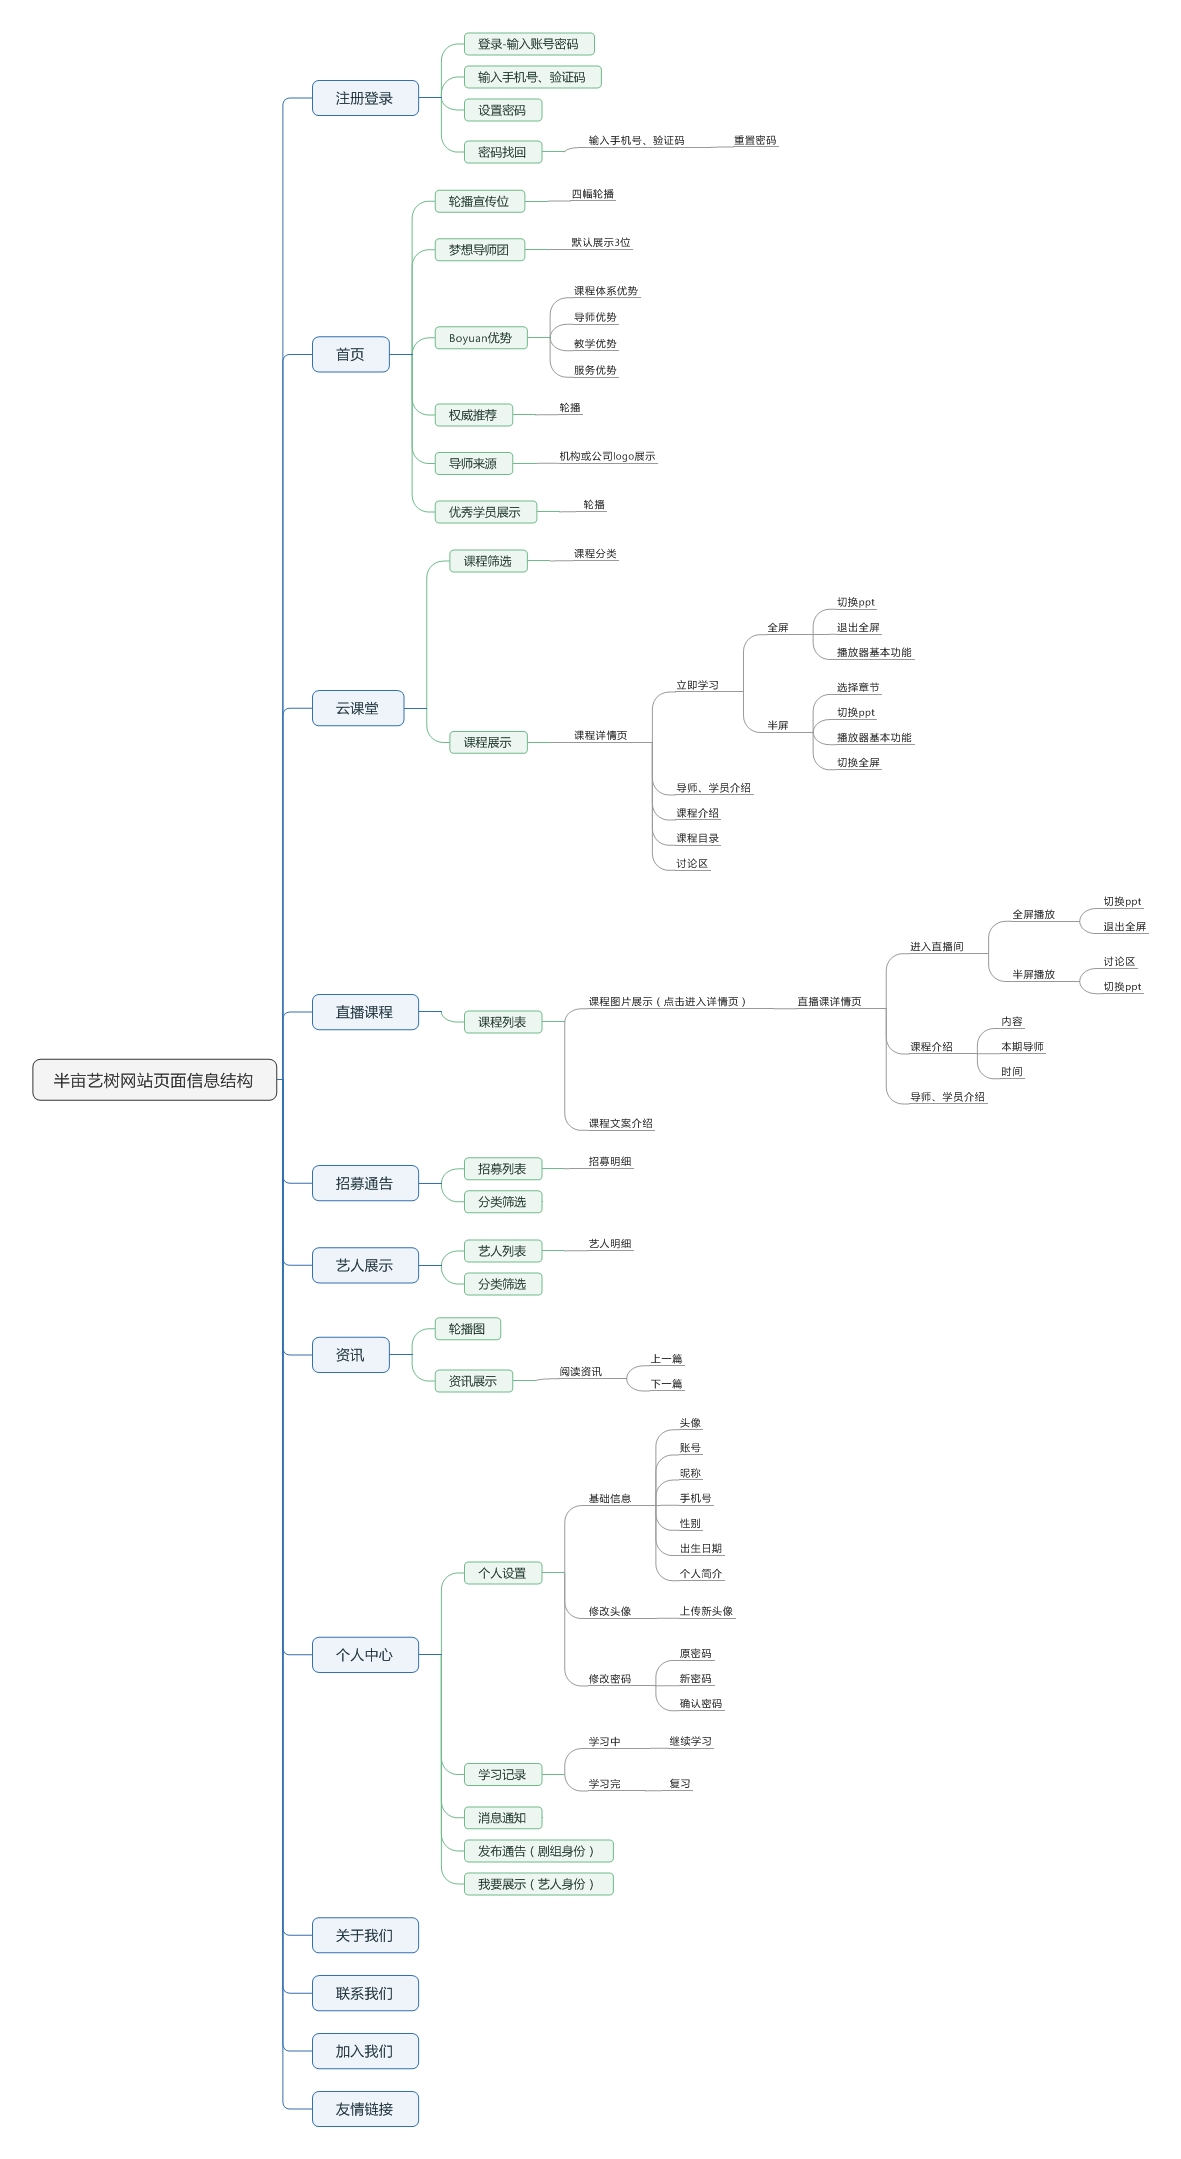 半亩艺树网站页面信息结构
注册登录
登录-输入账号密码
输入手机号、验证码
设置密码
密码找回
输入手机号、验证码
重置密码
首页
轮播宣传位
四幅轮播
梦想导师团
默认展示3位
Boyuan优势
课程体系优势
导师优势
教学优势
服务优势
权威推荐
轮播
导师来源
机构或公司logo展示
优秀学员展示
轮播
云课堂
课程筛选
课程分类
课程展示
课程详情页
立即学习
全屏
切换ppt
退出全屏
播放器基本功能
半屏
选择章节
切换ppt
播放器基本功能
切换全屏
导师、学员介绍
课程介绍
课程目录
讨论区
直播课程
课程列表
课程图片展示（点击进入详情页）
直播课详情页
进入直播间
全屏播放
切换ppt
退出全屏
半屏播放
讨论区
切换ppt
课程介绍
内容
本期导师
时间
导师、学员介绍
课程文案介绍
招募通告
招募列表
招募明细
分类筛选
艺人展示
艺人列表
艺人明细
分类筛选
资讯
轮播图
资讯展示
阅读资讯
上一篇
下一篇
个人中心
个人设置
基础信息
头像
账号
昵称
手机号
性别
出生日期
个人简介
修改头像
上传新头像
修改密码
原密码
新密码
确认密码
学习记录
学习中
继续学习
学习完
复习
消息通知
发布通告（剧组身份）
我要展示（艺人身份）
关于我们
联系我们
加入我们
友情链接